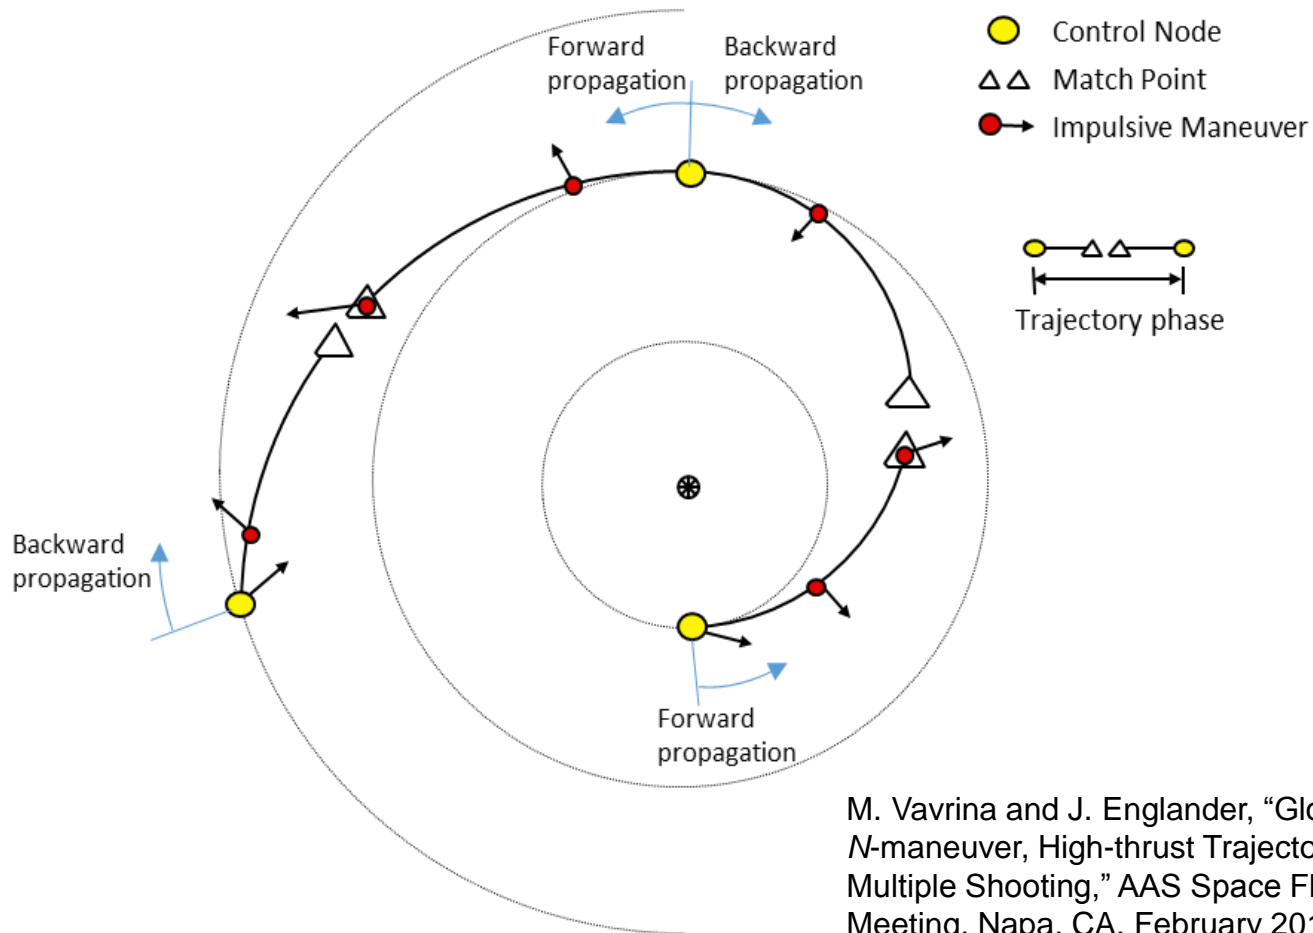 Forward
propagation
Backward
propagation
Control Node
Match Point
Impulsive Maneuver
Trajectory phase
Backward
propagation
Forward
propagation
M. Vavrina and J. Englander, “Glo
N-maneuver, High-thrust Trajecto
Multiple Shooting,” AAS Space Fl
Meeting, Napa, CA, February 201